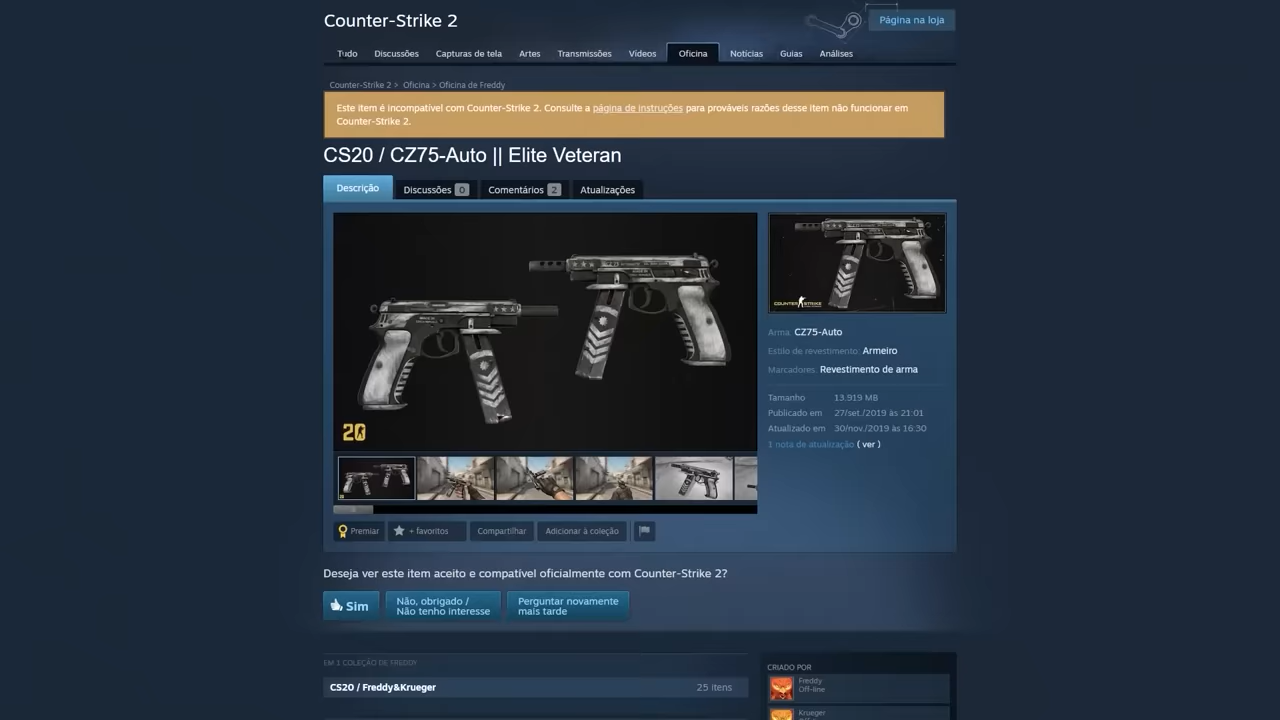 Counter-Strike 2
Página na loja
Tudo Discussões Capturas de tela Artes Transmissões Vídeos Oficina Notícias Guias Análises
Counter-Strike 2 > Oficina > Oficina de Freddy
Este item é incompatível com Counter-Strike 2. Consulte a página de instruções para prováveis razões desse item não funcionar em
Counter-Strike 2.
CS20 / CZ75-Auto || Elite Veteran
Descrição Discussões 0 Comentários 2 Atualizações
20
COUNTER STRIKE
Arma: CZ75-Auto
Estilo de revestimento: Armeiro
Marcadores: Revestimento de arma
Tamanho 13.919 MB
Publicado em 27/set./2019 às 21:01
Atualizado em 30/nov./2019 às 16:30
1 nota de atualização ( ver )
Premiar + favoritos Compartilhar Adicionar à coleção
Deseja ver este item aceito e compatível oficialmente com Counter-Strike 2?
Sim
Não, obrigado /
Não tenho interesse
Perguntar novamente
mais tarde
EM 1 COLEÇÃO DE FREDDY
CS20 / Freddy&Krueger 25 itens
CRIADO POR
Freddy
Off-line
Krueger